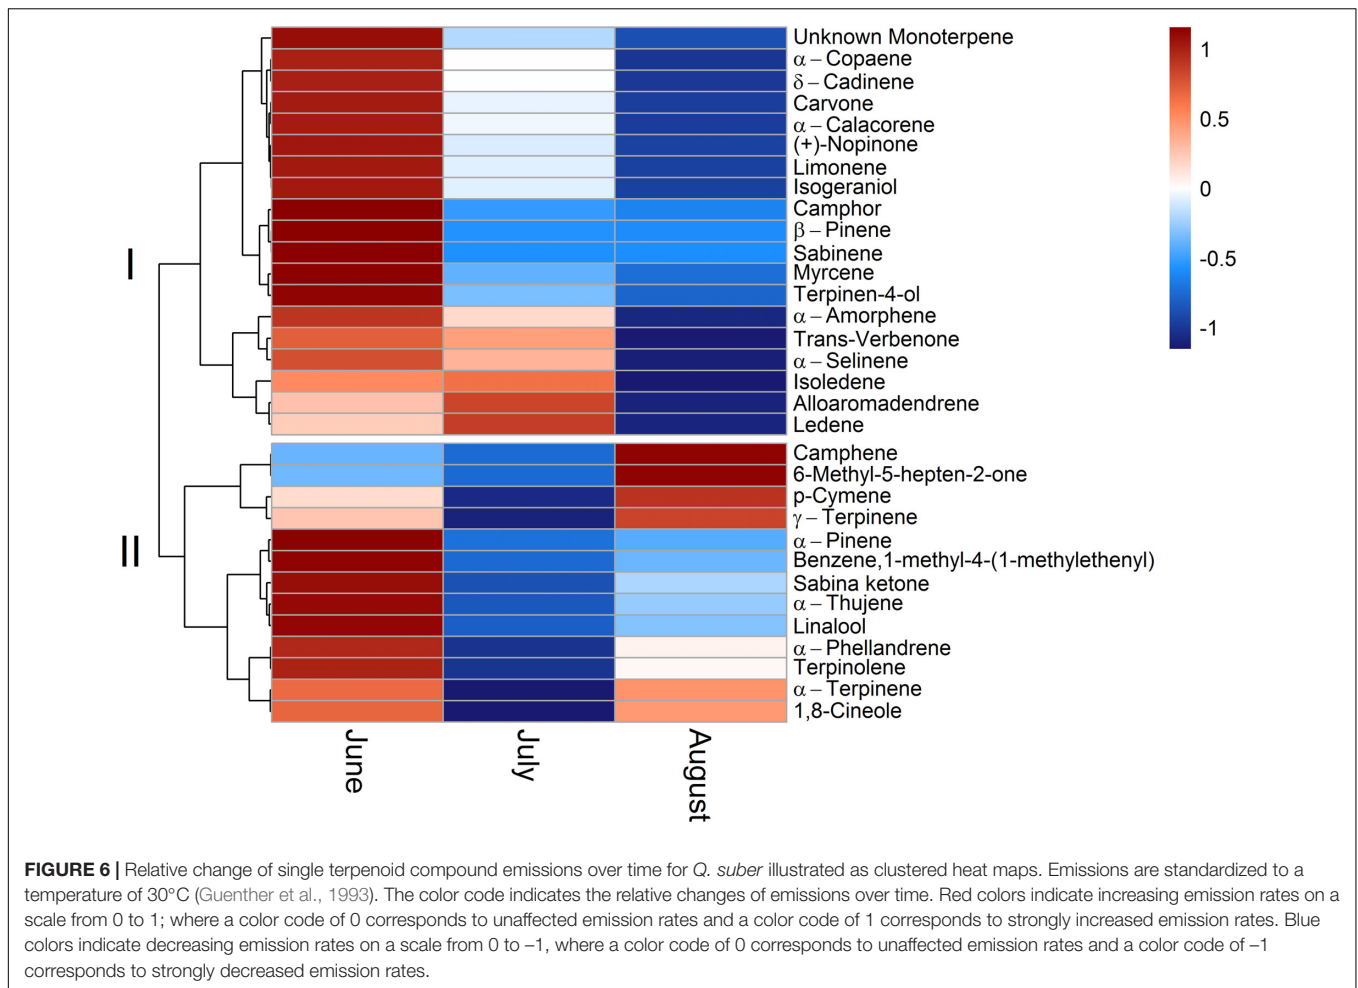 Unknown Monoterpene
α – Copaene
δ – Cadinene
Carvone
α – Calacorene
(+)-Nopinone
Limonene
Isogeraniol
Camphor
β – Pinene
Sabinene
Myrcene
Terpinen-4-ol
α – Amorphene
Trans-Verbenone
α – Selinene
Isoledene
Alloaromadendrene
Ledene
Camphene
6-Methyl-5-hepten-2-one
p-Cymene
γ – Terpinene
α – Pinene
Benzene,1-methyl-4-(1-methylethenyl)
Sabina ketone
α – Thujene
Linalool
α – Phellandrene
Terpinolene
α – Terpinene
1,8-Cineole
I
II
1
0.5
0
-0.5
-1
June
July
August
FIGURE 6 | Relative change of single terpenoid compound emissions over time for Q. suber illustrated as clustered heat maps. Emissions are standardized to a
temperature of 30°C (Guenther et al., 1993). The color code indicates the relative changes of emissions over time. Red colors indicate increasing emission rates on a
scale from 0 to 1; where a color code of 0 corresponds to unaffected emission rates and a color code of 1 corresponds to strongly increased emission rates. Blue
colors indicate decreasing emission rates on a scale from 0 to –1, where a color code of 0 corresponds to unaffected emission rates and a color code of –1
corresponds to strongly decreased emission rates.